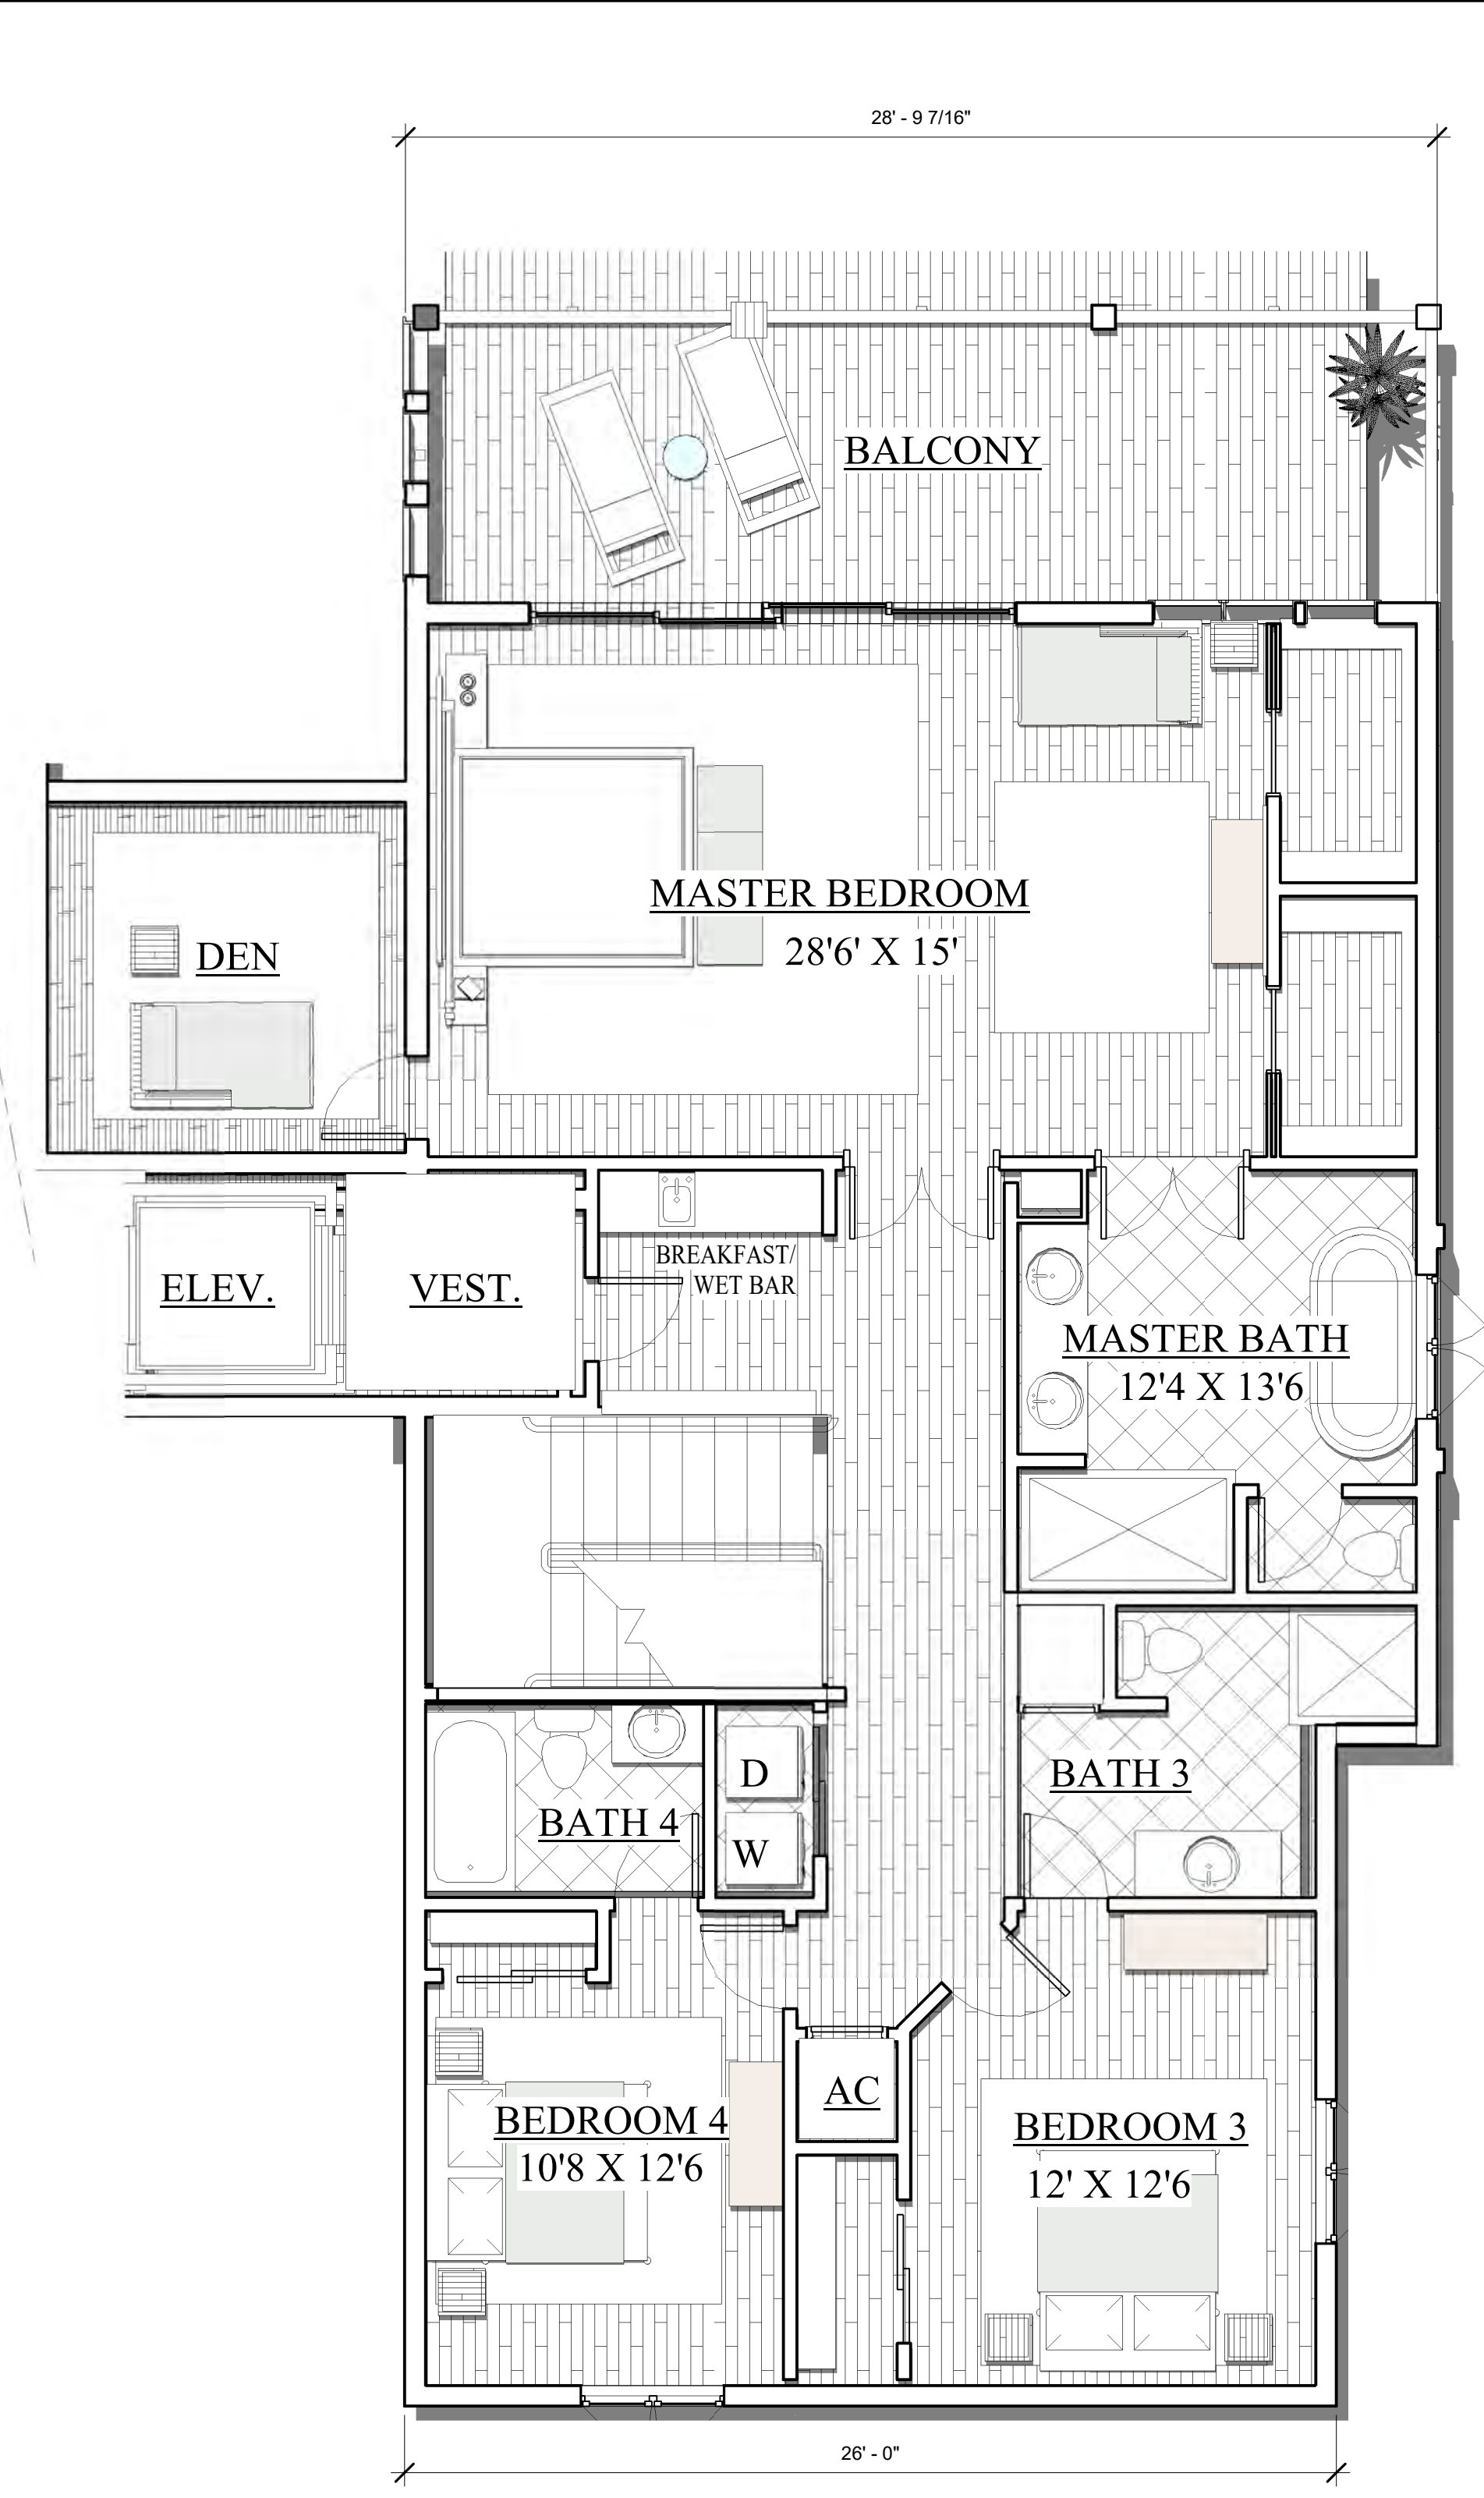 28' - 9 7/16"
BALCONY
MASTER BEDROOM
28'6' X 15'
DEN
ELEV.
VEST.
BREAKFAST/
WET BAR
MASTER BATH
12'4 X 13'6
D
W
BATH 4
BATH 3
AC
BEDROOM 4
10'8 X 12'6
BEDROOM 3
12' X 12'6
26' - 0"